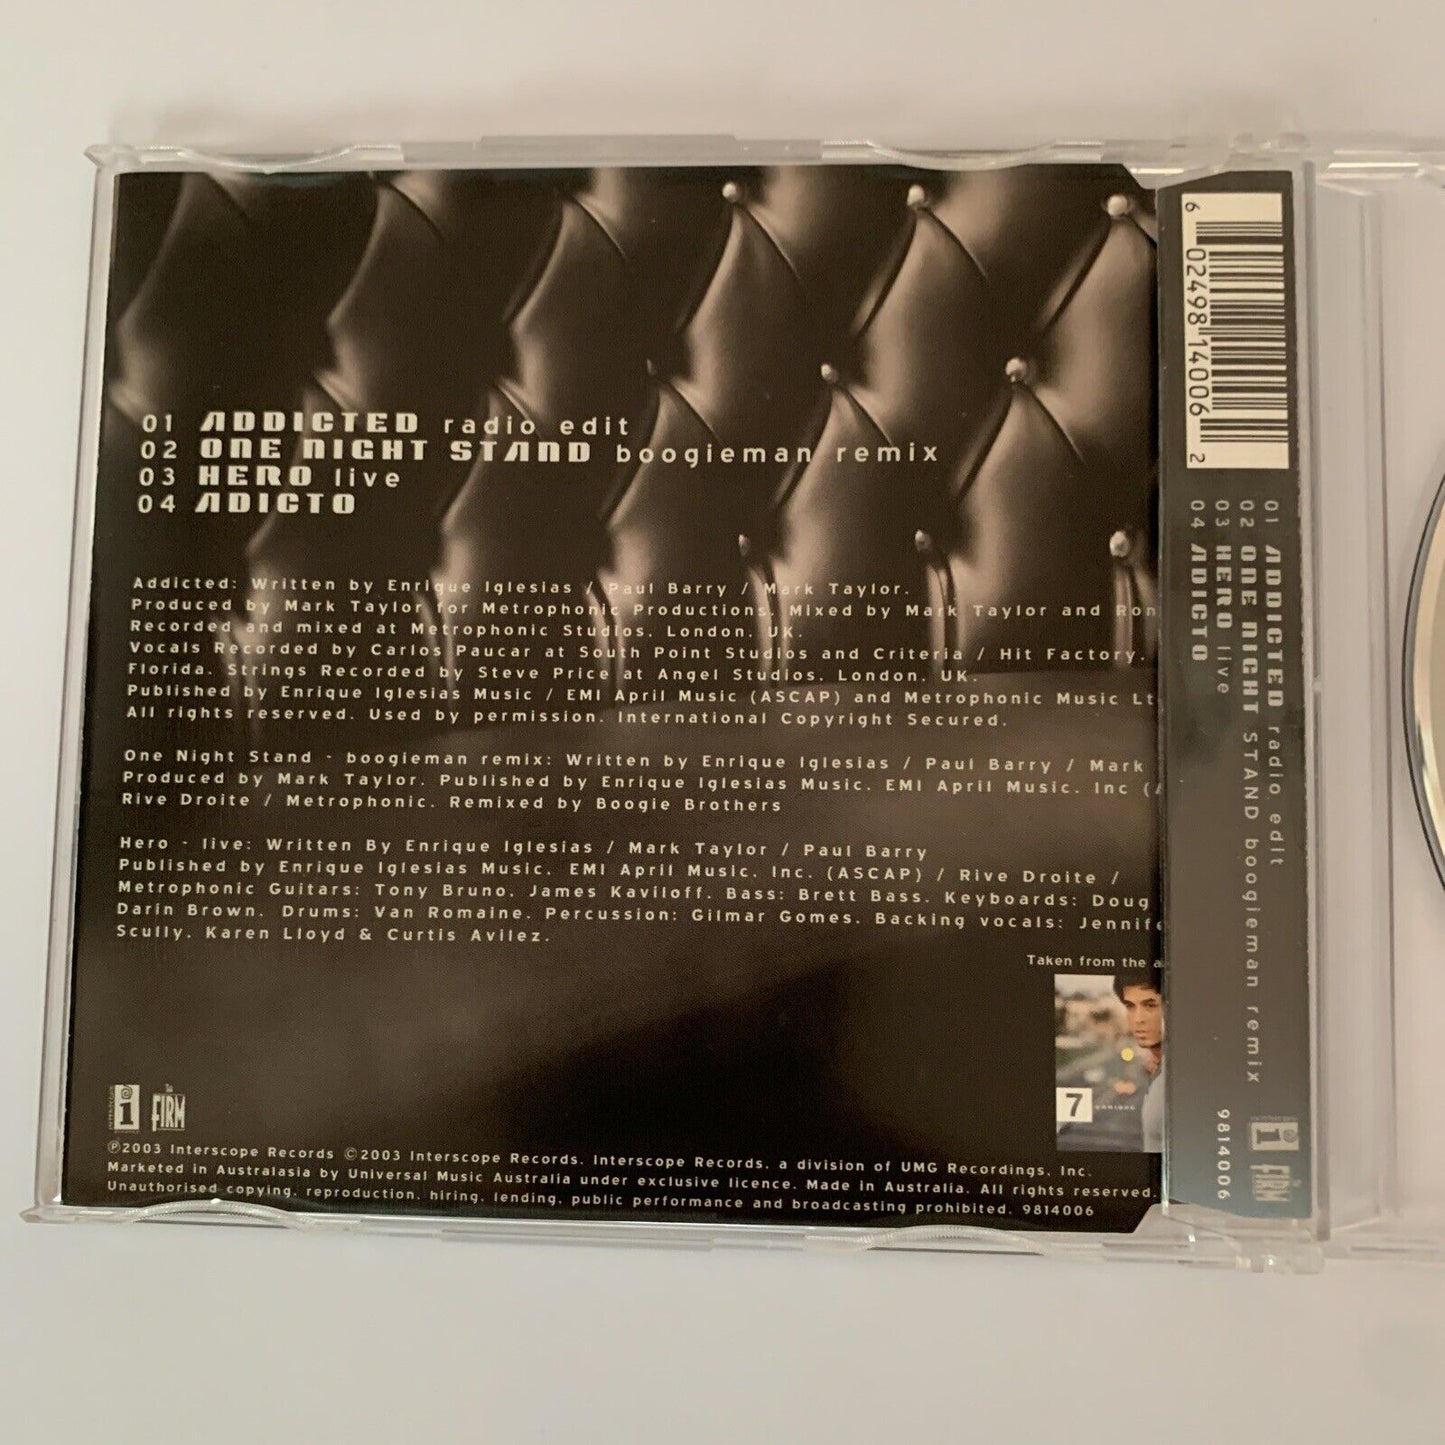 01 ADDICTED radio edit
02 ONE NIGHT STAND boogieman remix
03 HERO live
04 ADICTO
Addicted: Written by Enrique Iglesias / Paul Barry / Mark Taylor.
Produced by Mark Taylor for Metrophonic Productions. Mixed by Mark Taylor and Ron
Recorded and mixed at Metrophonic Studios. London. UK.
Vocals Recorded by Carlos Paucar at South Point Studios and Criteria / Hit Factory.
Florida. Strings Recorded by Steve Price at Angel Studios. London. UK.
Published by Enrique Iglesias Music / EMI April Music (ASCAP) and Metrophonic Music Lt
All rights reserved. Used by permission. International Copyright Secured.
One Night Stand - boogieman remix: Written by Enrique Iglesias / Paul Barry / Mark
Produced by Mark Taylor. Published by Enrique Iglesias Music. EMI April Music. Inc (
Rive Droite / Metrophonic. Remixed by Boogie Brothers
Hero - live: Written By Enrique Iglesias / Mark Taylor / Paul Barry
Published by Enrique Iglesias Music. EMI April Music. Inc. (ASCAP) / Rive Droite /
Metrophonic Guitars: Tony Bruno. James Kaviloff. Bass: Brett Bass. Keyboards: Doug
Darin Brown. Drums: Van Romaine. Percussion: Gilmar Gomes. Backing vocals: Jennife
Scully. Karen Lloyd & Curtis Avilez.
Taken from the a
7
ENRIQUE
i
The
FIRM
℗2003 Interscope Records ©2003 Interscope Records. Interscope Records. a division of UMG Recordings. Inc.
Marketed in Australasia by Universal Music Australia under exclusive licence. Made in Australia. All rights reserved.
Unauthorised copying. reproduction. hiring. lending. public performance and broadcasting prohibited. 9814006
6 02498 14006 2
01 ADDICTED radio edit
02 ONE NIGHT STAND boogieman remix
03 HERO live
04 ADICTO
9814006
i
The
FIRM